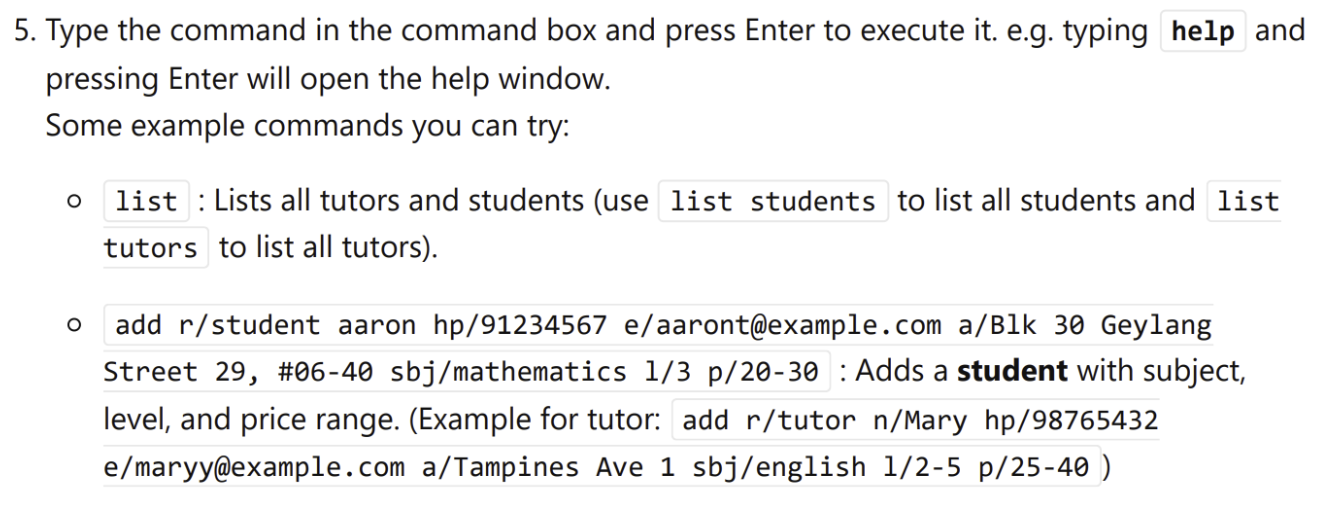 5. Type the command in the command box and press Enter to execute it. e.g. typing help and
pressing Enter will open the help window.
Some example commands you can try:
list : Lists all tutors and students (use list students to list all students and list
tutors to list all tutors).
add r/student aaron hp/91234567 e/aaront@example.com a/Blk 30 Geylang
Street 29, #06-40 sbj/mathematics l/3 p/20-30 : Adds a student with subject,
level, and price range. (Example for tutor: add r/tutor n/Mary hp/98765432
e/maryy@example.com a/Tampines Ave 1 sbj/english l/2-5 p/25-40 )